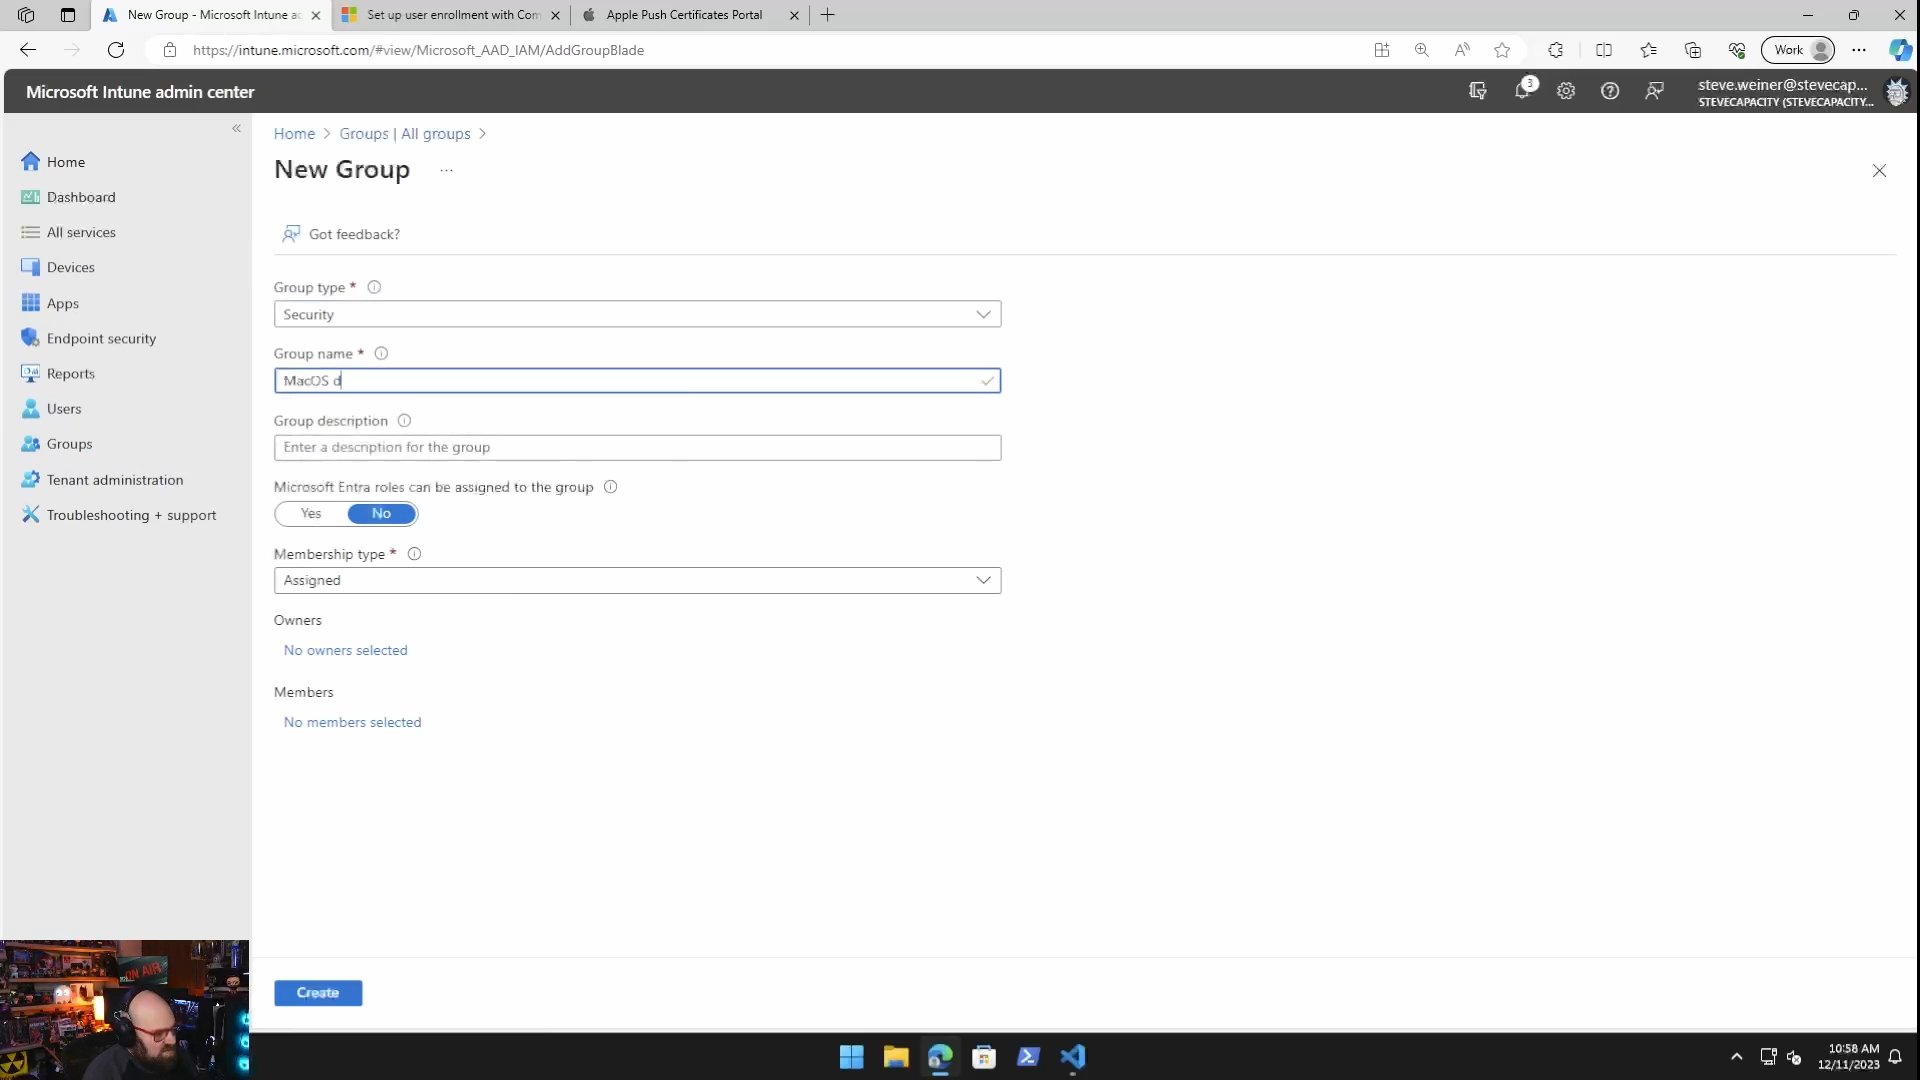 New Group - Microsoft Intune ac
Set up user enrollment with Com
Apple Push Certificates Portal
https://intune.microsoft.com/#view/Microsoft_AAD_IAM/AddGroupBlade
Work
Microsoft Intune admin center
3
steve.weiner@stevecap...
STEVECAPACITY (STEVECAPACITY....
Home
Dashboard
All services
Devices
Apps
Endpoint security
Reports
Users
Groups
Tenant administration
Troubleshooting + support
Home > Groups | All groups >
New Group
Got feedback?
Group type *
Security
Group name *
MacOS d
Group description
Enter a description for the group
Microsoft Entra roles can be assigned to the group
Yes No
Membership type *
Assigned
Owners
No owners selected
Members
No members selected
Create
ON AIR
10:58 AM
12/11/2023